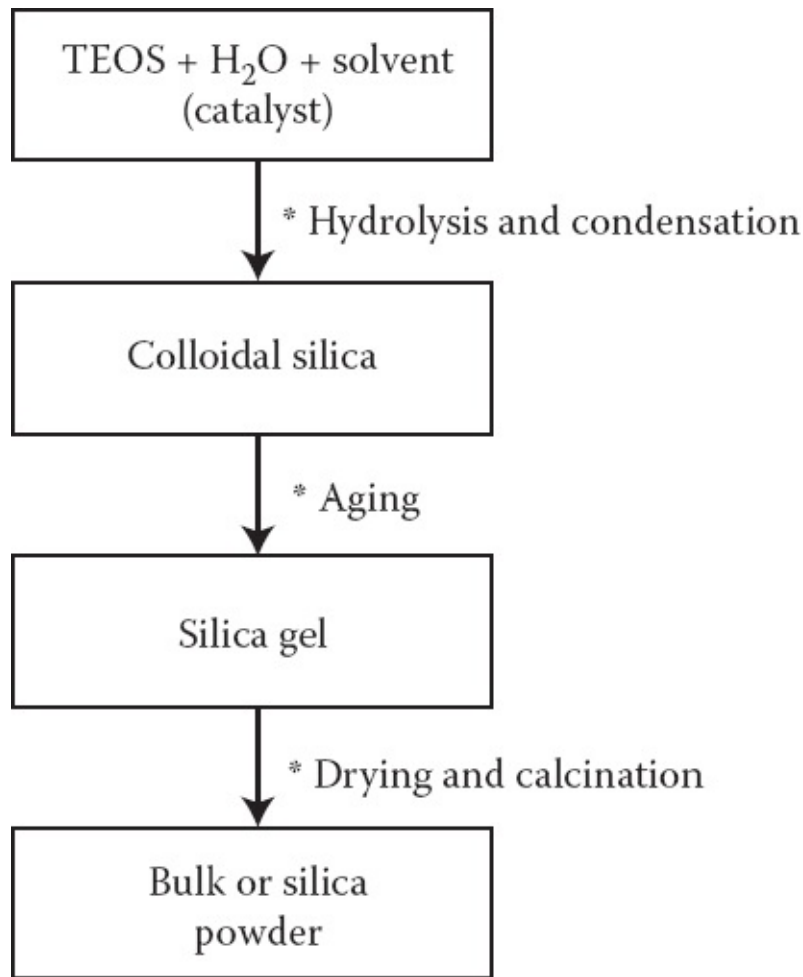 TEOS + H₂O + solvent
(catalyst)
* Hydrolysis and condensation
Colloidal silica
* Aging
Silica gel
* Drying and calcination
Bulk or silica
powder